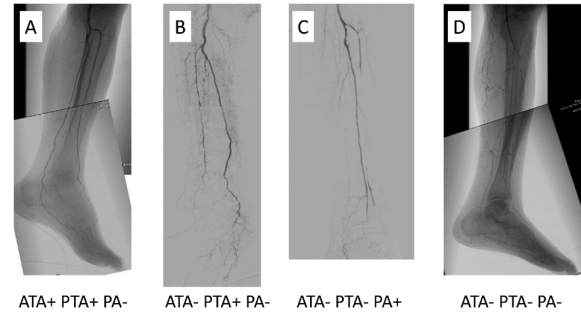 A
B
C
D
ATA+ PTA+ PA-
ATA- PTA+ PA-
ATA- PTA- PA+
ATA- PTA- PA-